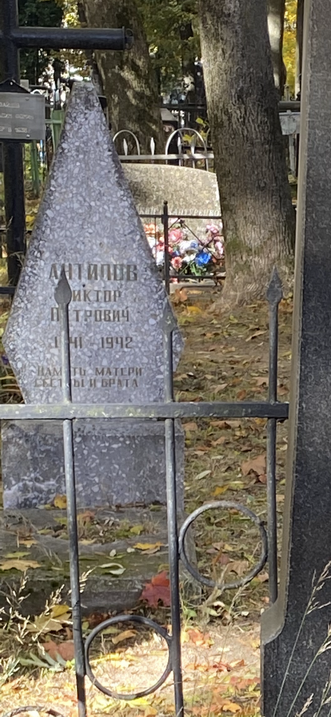 АНТИПОВ
ВИКТОР
ПЕТРОВИЧ
1941 - 1942
ПАМЯТЬ МАТЕРИ
СЕСТРЫ И БРАТА